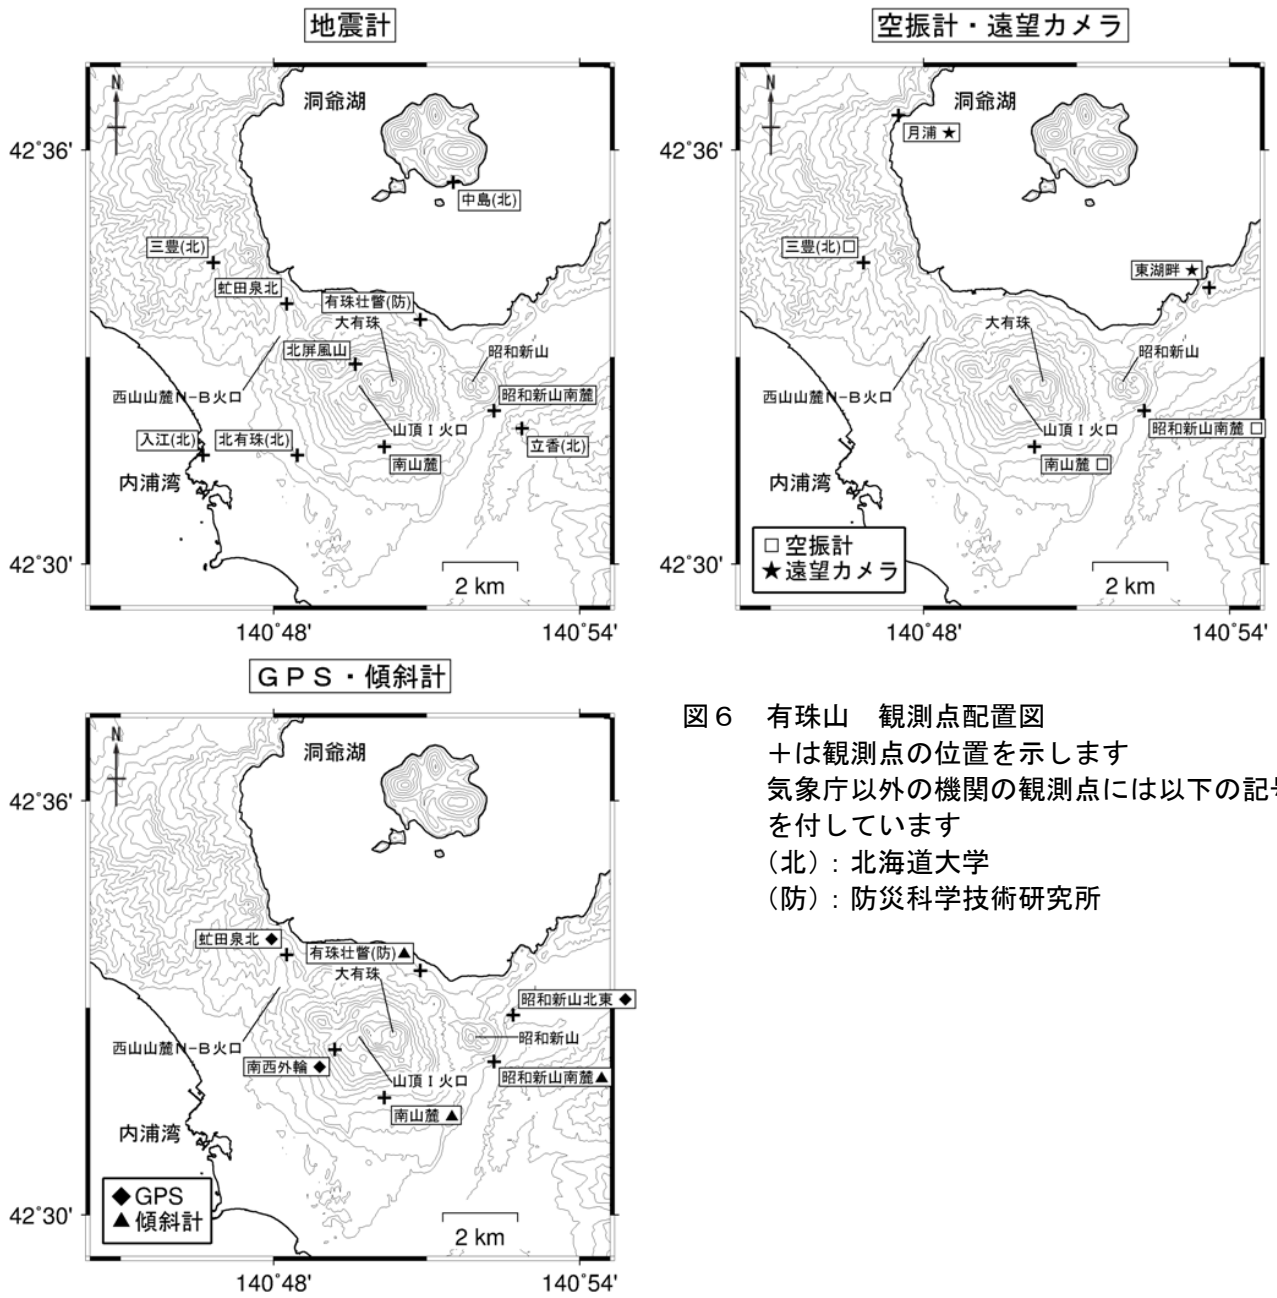 地震計
N
洞爺湖
42°36'
中島(北)
三豊(北)
虻田泉北
有珠壮瞥(防)
大有珠
北屏風山
昭和新山
西山山麓N-B火口
昭和新山南麓
山頂Ｉ火口
入江(北)
北有珠(北)
立香(北)
南山麓
内浦湾
42°30'
2 km
140°48'
140°54'
空振計・遠望カメラ
N
洞爺湖
月浦 ★
42°36'
三豊(北)□
東湖畔 ★
大有珠
昭和新山
西山山麓N-B火口
山頂Ｉ火口
昭和新山南麓 □
南山麓 □
内浦湾
□ 空振計
★ 遠望カメラ
42°30'
2 km
140°48'
140°54'
ＧＰＳ・傾斜計
N
洞爺湖
42°36'
虻田泉北 ◆
有珠壮瞥(防)▲
大有珠
昭和新山北東 ◆
昭和新山
西山山麓N-B火口
南西外輪 ◆
昭和新山南麓▲
山頂Ｉ火口
南山麓 ▲
内浦湾
◆GPS
▲傾斜計
42°30'
2 km
140°48'
140°54'
図６　有珠山　観測点配置図
＋は観測点の位置を示します
気象庁以外の機関の観測点には以下の記号
を付しています
（北）：北海道大学
（防）：防災科学技術研究所